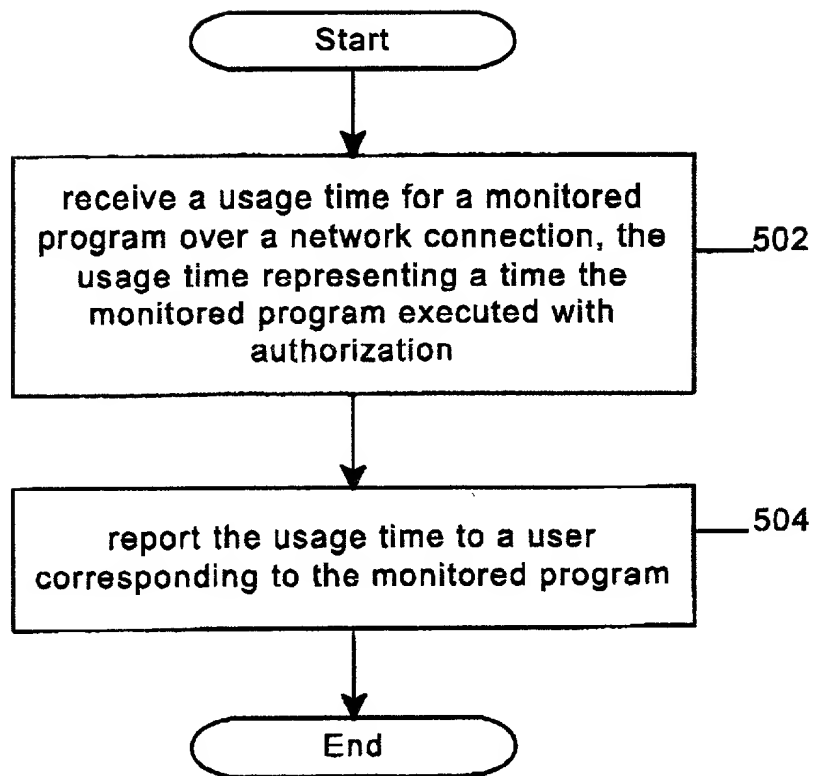 Start
receive a usage time for a monitored
program over a network connection, the
usage time representing a time the
monitored program executed with
authorization
502
report the usage time to a user
corresponding to the monitored program
504
End